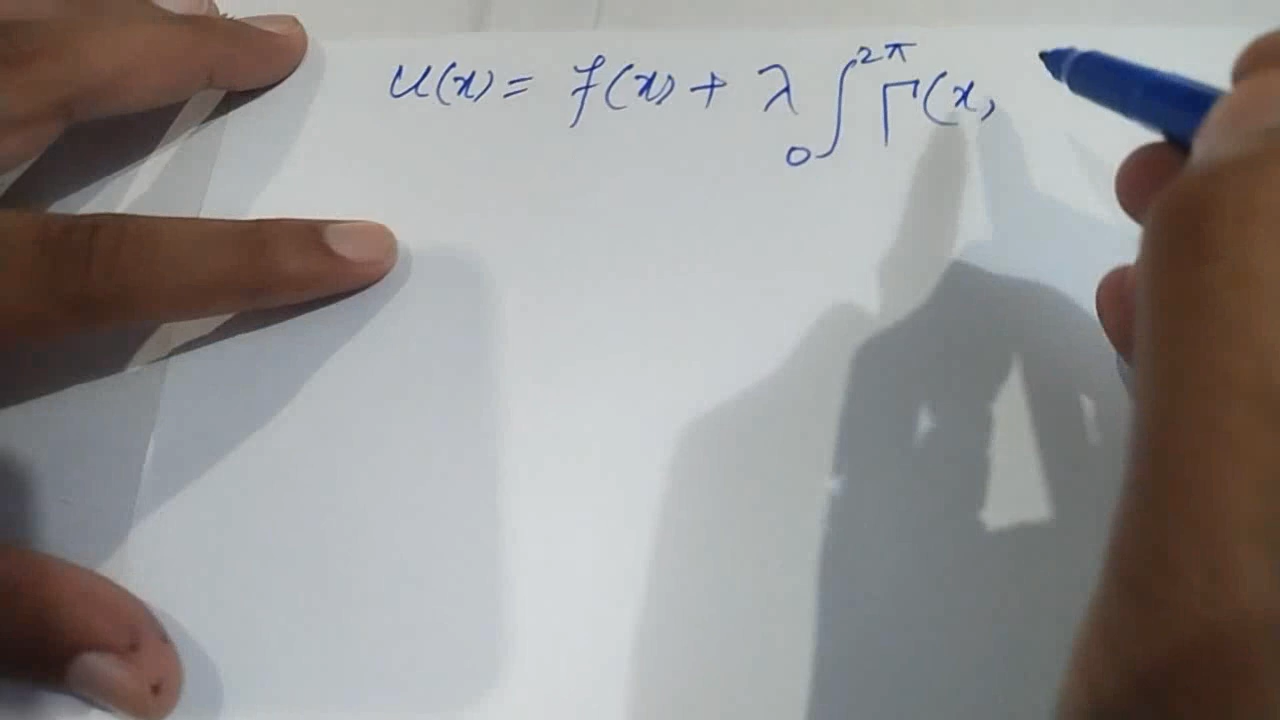 u(x) = f(x) + λ ∫₀^{2π} Γ(x,